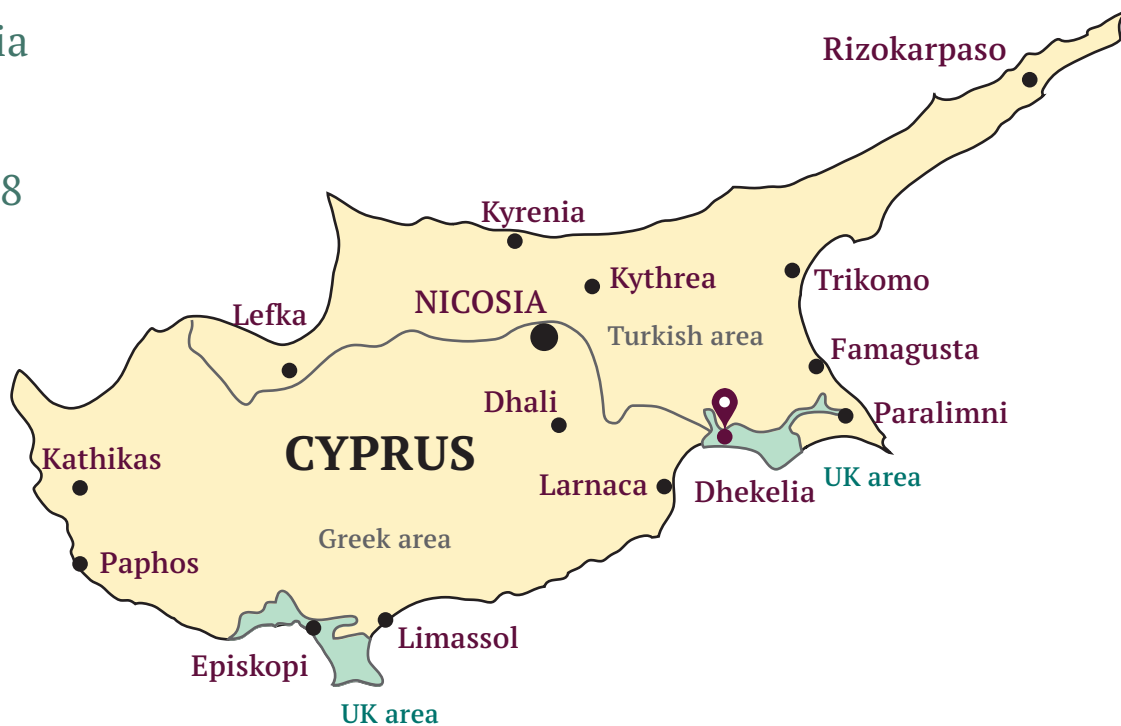 ia
Rizokarpaso
8
Kyrenia
Kythrea
Trikomo
NICOSIA
Lefka
Turkish area
Famagusta
Dhali
Paralimni
CYPRUS
Kathikas
UK area
Larnaca
Dhekelia
Greek area
Paphos
Limassol
Episkopi
UK area